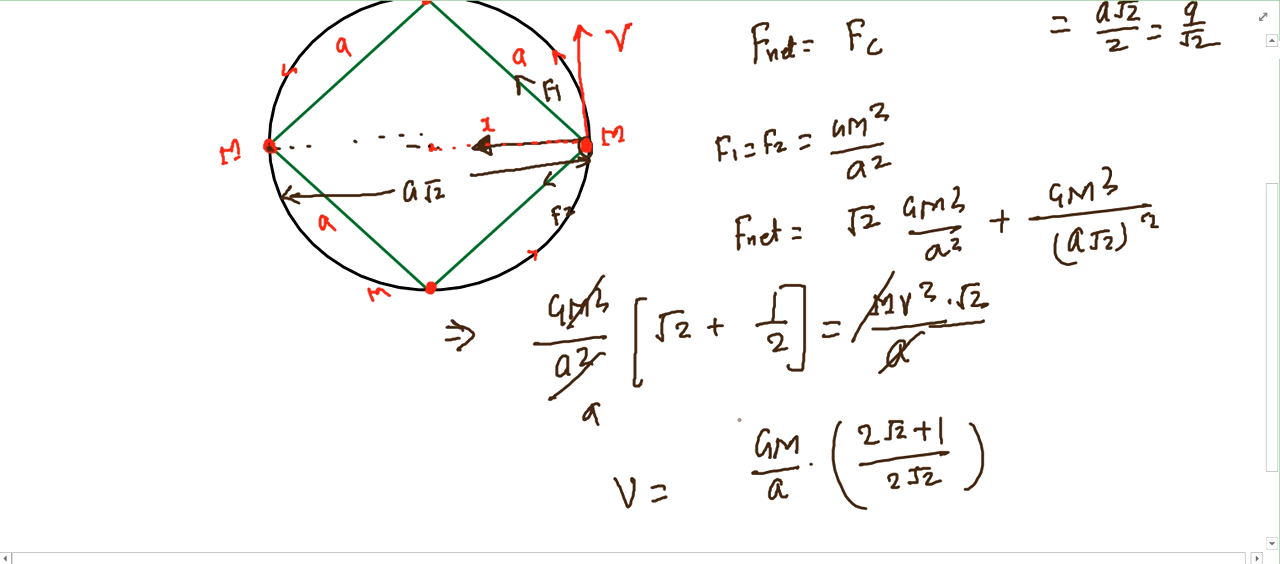 a
a
V
F₁
x
M
M
a√2
a
F2
M
= a√2/2 = a/√2
Fnet = Fc
F₁ = F₂ = GM²/a²
Fnet = √2 GM²/a² + GM²/(a√2)²
⇒ GM²/a² [√2 + 1/2] = MV²·√2/a
a
V = GM/a · (2√2+1/2√2)